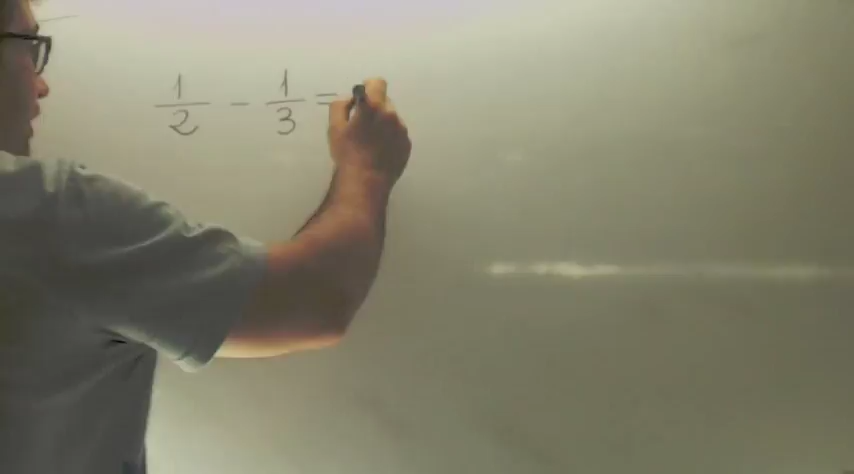 1/2 - 1/3 =